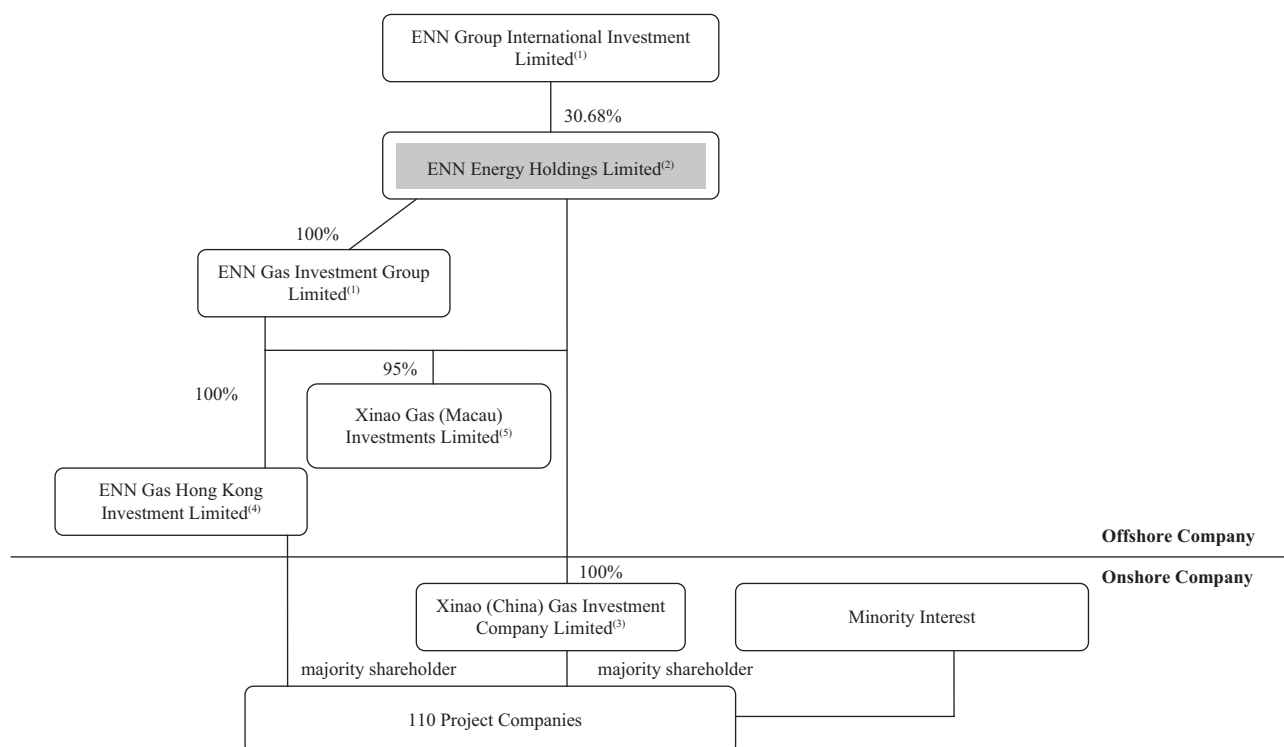 ENN Group International Investment
Limited(1)
30.68%
ENN Energy Holdings Limited(2)
100%
ENN Gas Investment Group
Limited(1)
95%
100%
Xinao Gas (Macau)
Investments Limited(5)
ENN Gas Hong Kong
Investment Limited(4)
Offshore Company
100%
Onshore Company
Xinao (China) Gas Investment
Company Limited(3)
Minority Interest
majority shareholder
majority shareholder
110 Project Companies